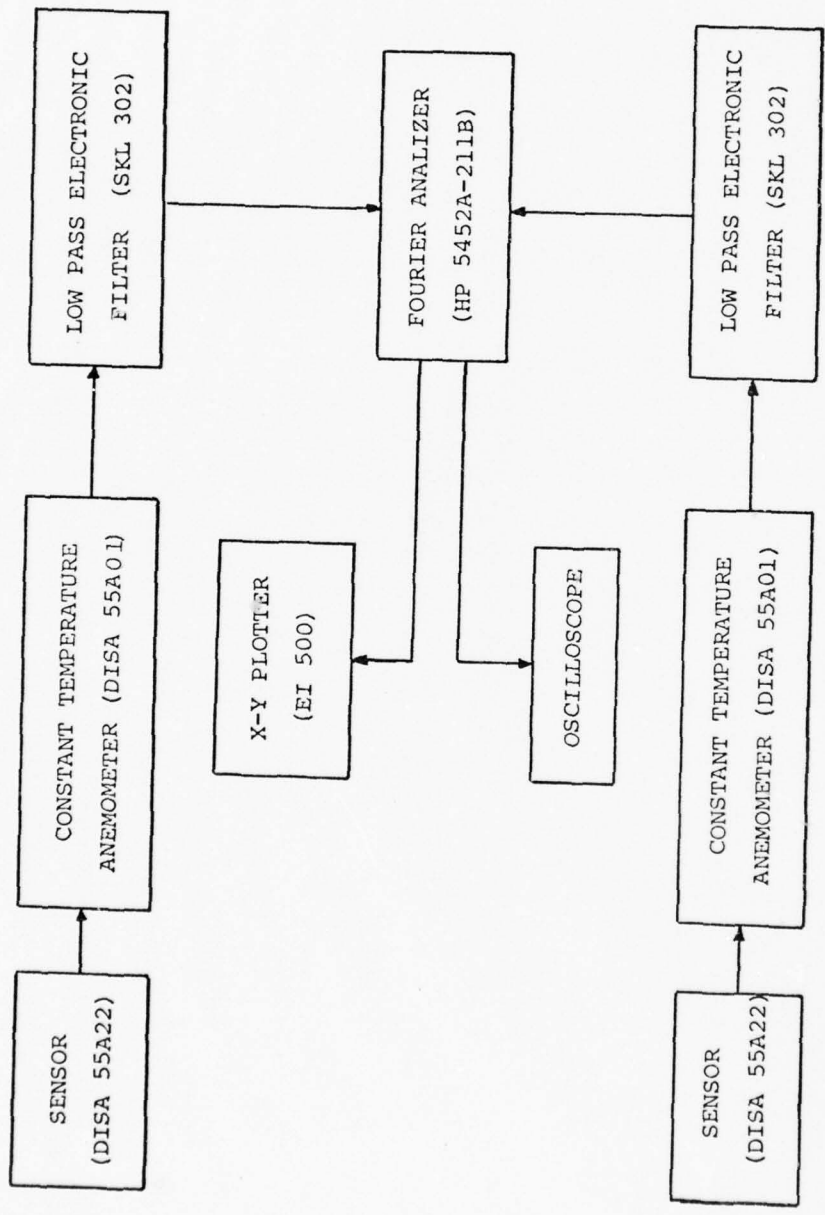 SENSOR
(DISA 55A22)
CONSTANT TEMPERATURE
ANEMOMETER (DISA 55A01)
LOW PASS ELECTRONIC
FILTER (SKL 302)
X-Y PLOTTER
(EI 500)
FOURIER ANALIZER
(HP 5452A-211B)
OSCILLOSCOPE
SENSOR
(DISA 55A22)
CONSTANT TEMPERATURE
ANEMOMETER (DISA 55A01)
LOW PASS ELECTRONIC
FILTER (SKL 302)